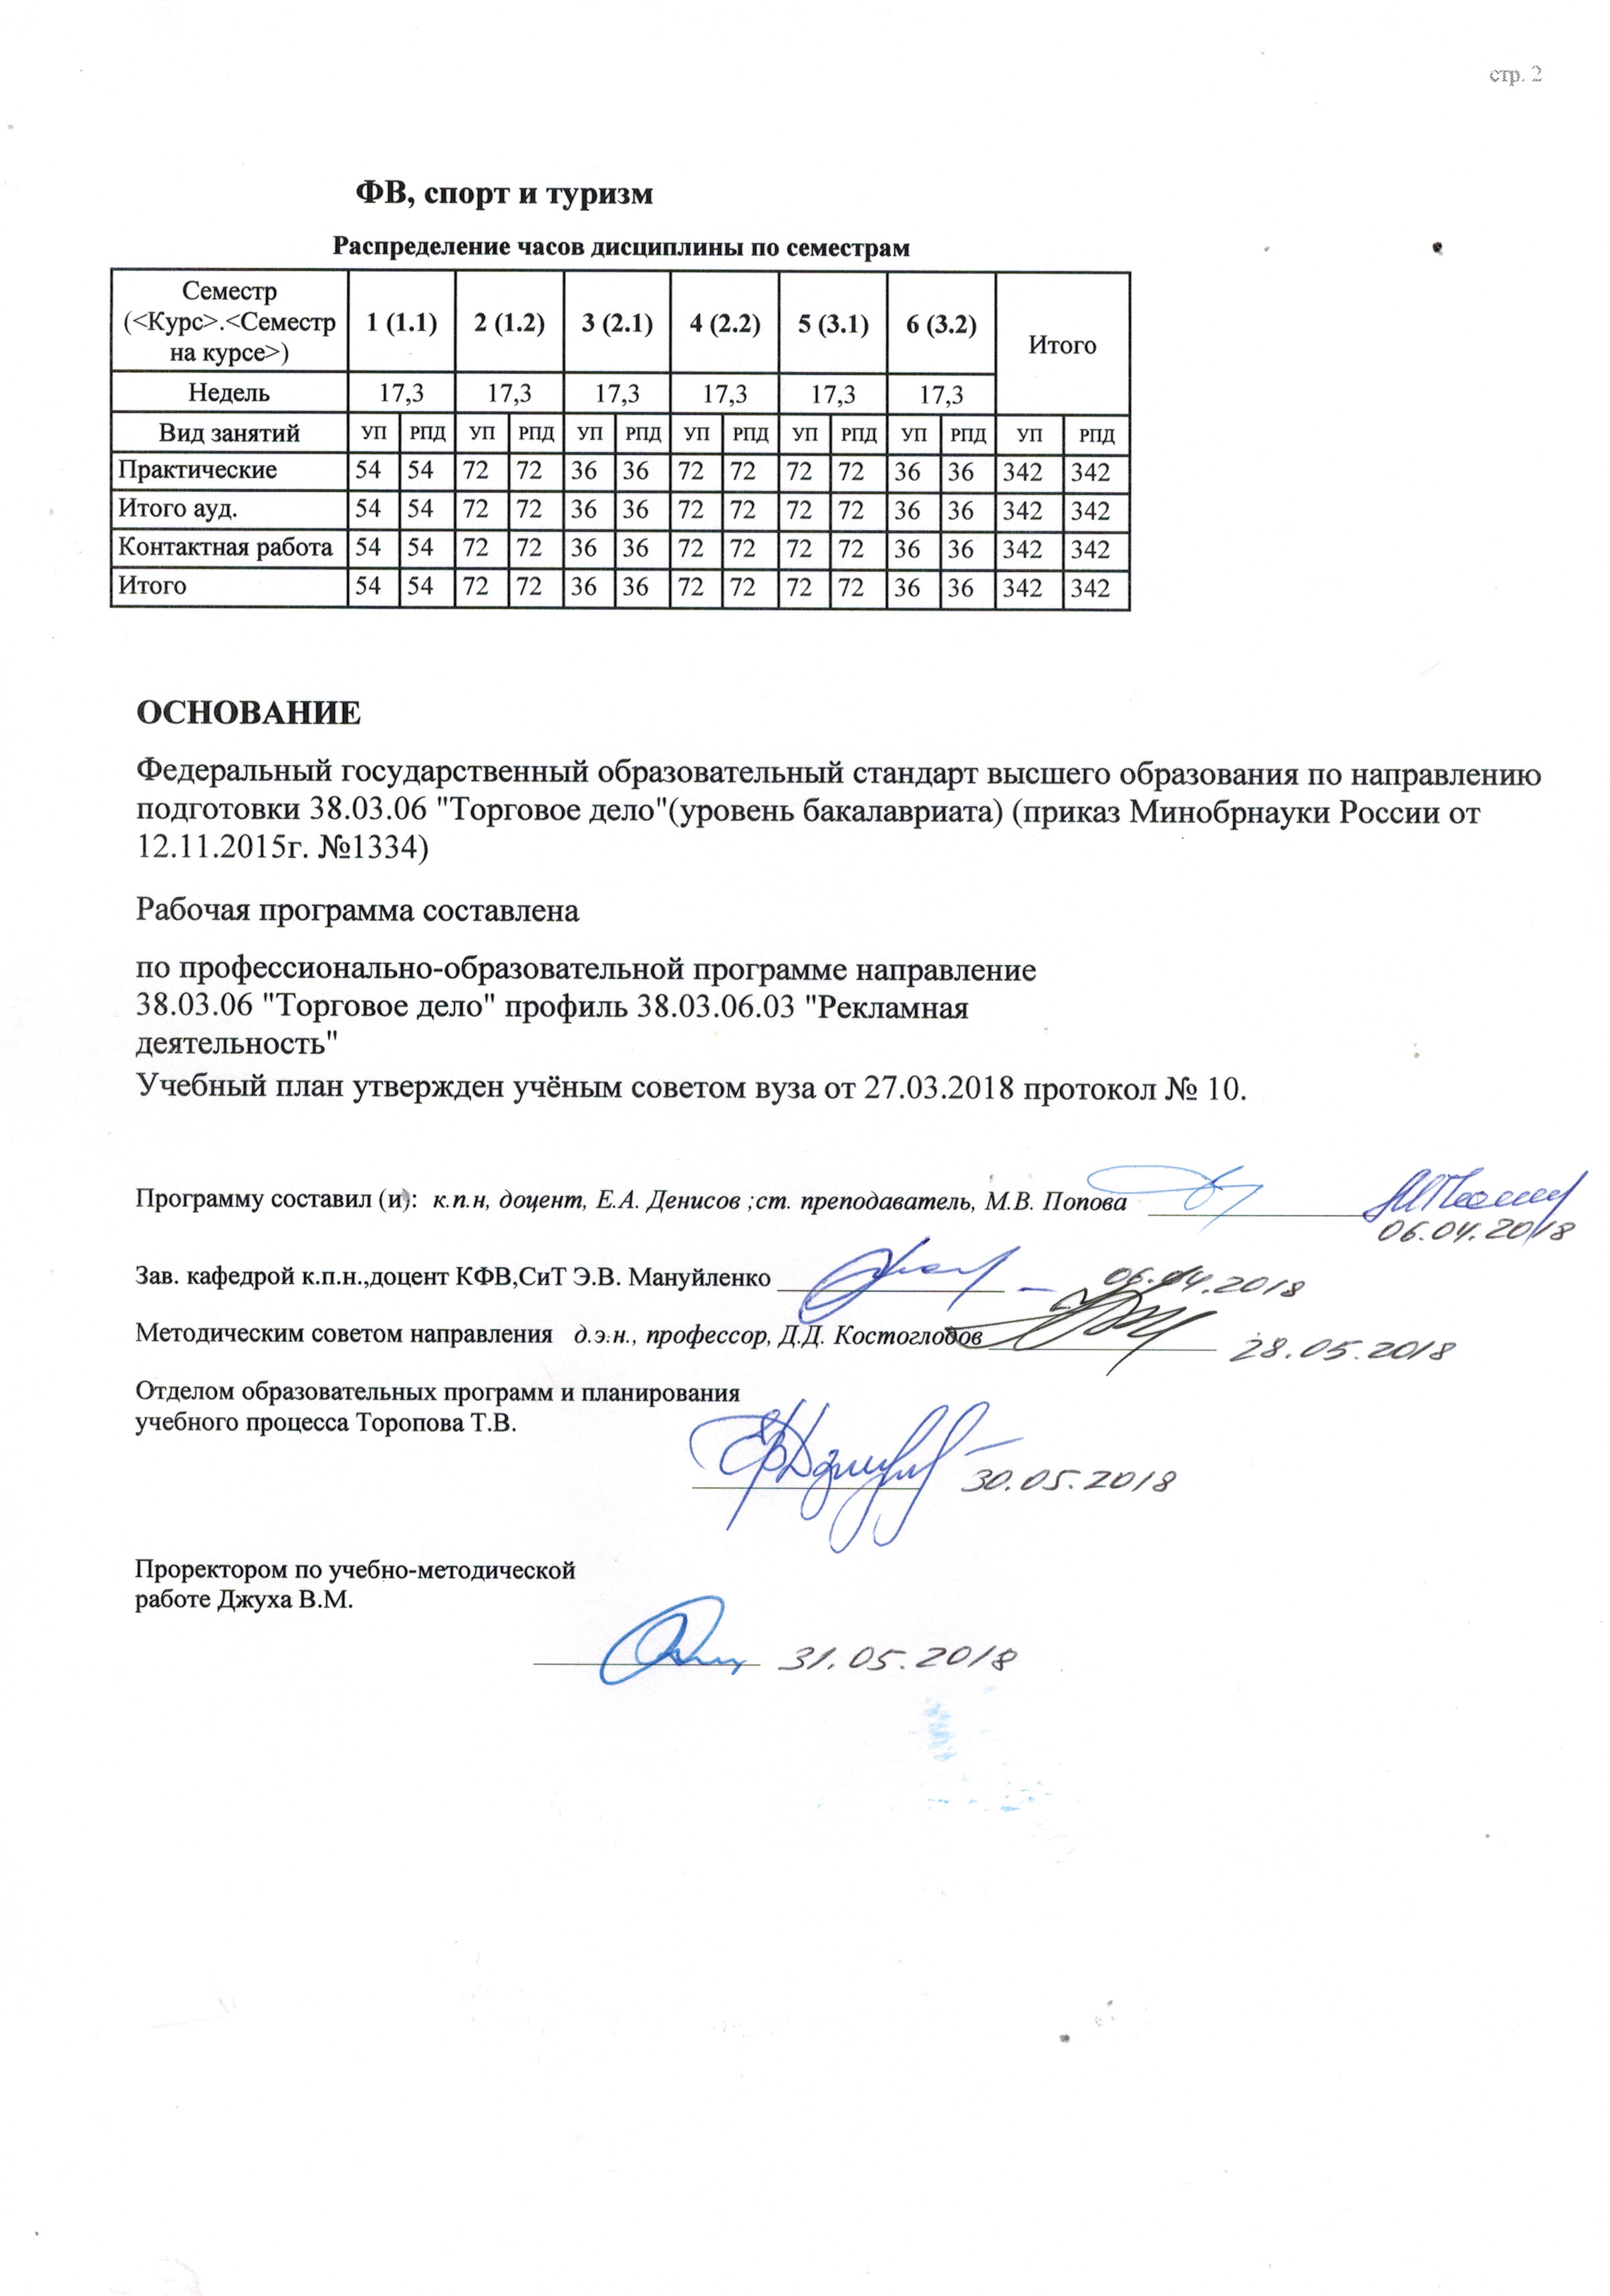 стр. 2
ФВ, спорт и туризм
Распределение часов дисциплины по семестрам
Семестр (<Курс>.<Семестр на курсе>) 1 (1.1) 2 (1.2) 3 (2.1) 4 (2.2) 5 (3.1) 6 (3.2) Итого
Недель 17,3 17,3 17,3 17,3 17,3 17,3
Вид занятий УП РПД УП РПД УП РПД УП РПД УП РПД УП РПД УП РПД
Практические 54 54 72 72 36 36 72 72 72 72 36 36 342 342
Итого ауд. 54 54 72 72 36 36 72 72 72 72 36 36 342 342
Контактная работа 54 54 72 72 36 36 72 72 72 72 36 36 342 342
Итого 54 54 72 72 36 36 72 72 72 72 36 36 342 342
ОСНОВАНИЕ
Федеральный государственный образовательный стандарт высшего образования по направлению
подготовки 38.03.06 "Торговое дело"(уровень бакалавриата) (приказ Минобрнауки России от
12.11.2015г. №1334)
Рабочая программа составлена
по профессионально-образовательной программе направление
38.03.06 "Торговое дело" профиль 38.03.06.03 "Рекламная
деятельность"
Учебный план утвержден учёным советом вуза от 27.03.2018 протокол № 10.
Программу составил (и): к.п.н, доцент, Е.А. Денисов ;ст. преподаватель, М.В. Попова
06.04.2018
Зав. кафедрой к.п.н.,доцент КФВ,СиТ Э.В. Мануйленко 06.04.2018
Методическим советом направления д.э.н., профессор, Д.Д. Костоглодов 28.05.2018
Отделом образовательных программ и планирования
учебного процесса Торопова Т.В.
30.05.2018
Проректором по учебно-методической
работе Джуха В.М.
31.05.2018